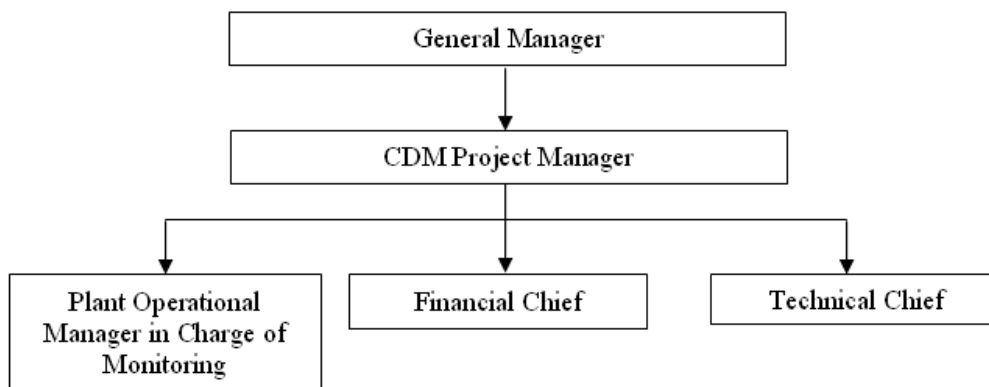 General Manager
CDM Project Manager
Plant Operational
Manager in Charge of
Monitoring
Financial Chief
Technical Chief